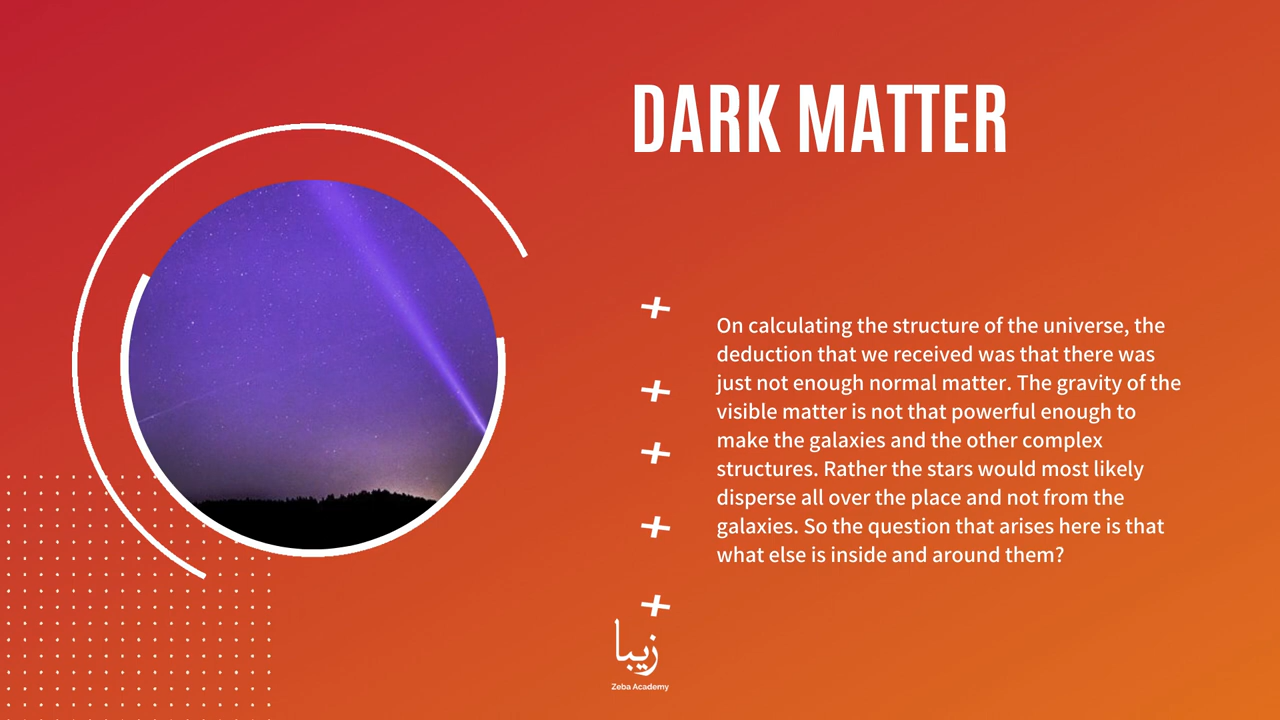 DARK MATTER
On calculating the structure of the universe, the
deduction that we received was that there was
just not enough normal matter. The gravity of the
visible matter is not that powerful enough to
make the galaxies and the other complex
structures. Rather the stars would most likely
disperse all over the place and not from the
galaxies. So the question that arises here is that
what else is inside and around them?
زیبا
Zeba Academy